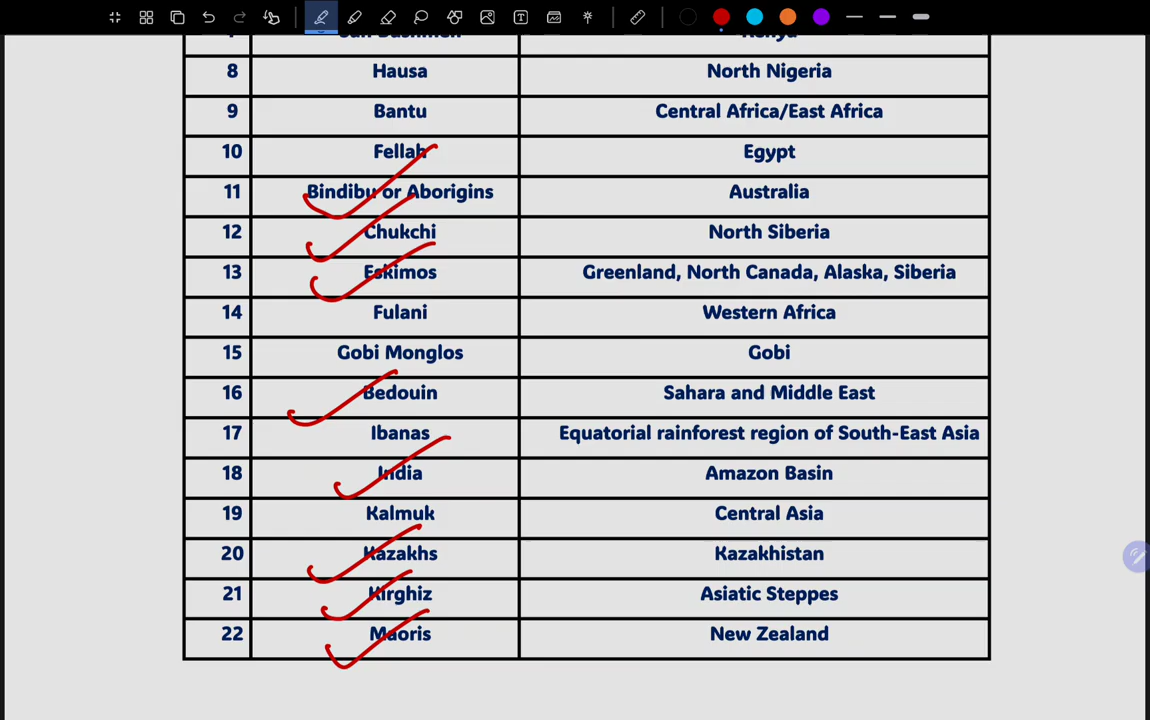 8 Hausa North Nigeria
9 Bantu Central Africa/East Africa
10 Fellah Egypt
11 Bindibu or Aborigins Australia
12 Chukchi North Siberia
13 Eskimos Greenland, North Canada, Alaska, Siberia
14 Fulani Western Africa
15 Gobi Monglos Gobi
16 Bedouin Sahara and Middle East
17 Ibanas Equatorial rainforest region of South-East Asia
18 India Amazon Basin
19 Kalmuk Central Asia
20 Kazakhs Kazakhstan
21 Kirghiz Asiatic Steppes
22 Maoris New Zealand